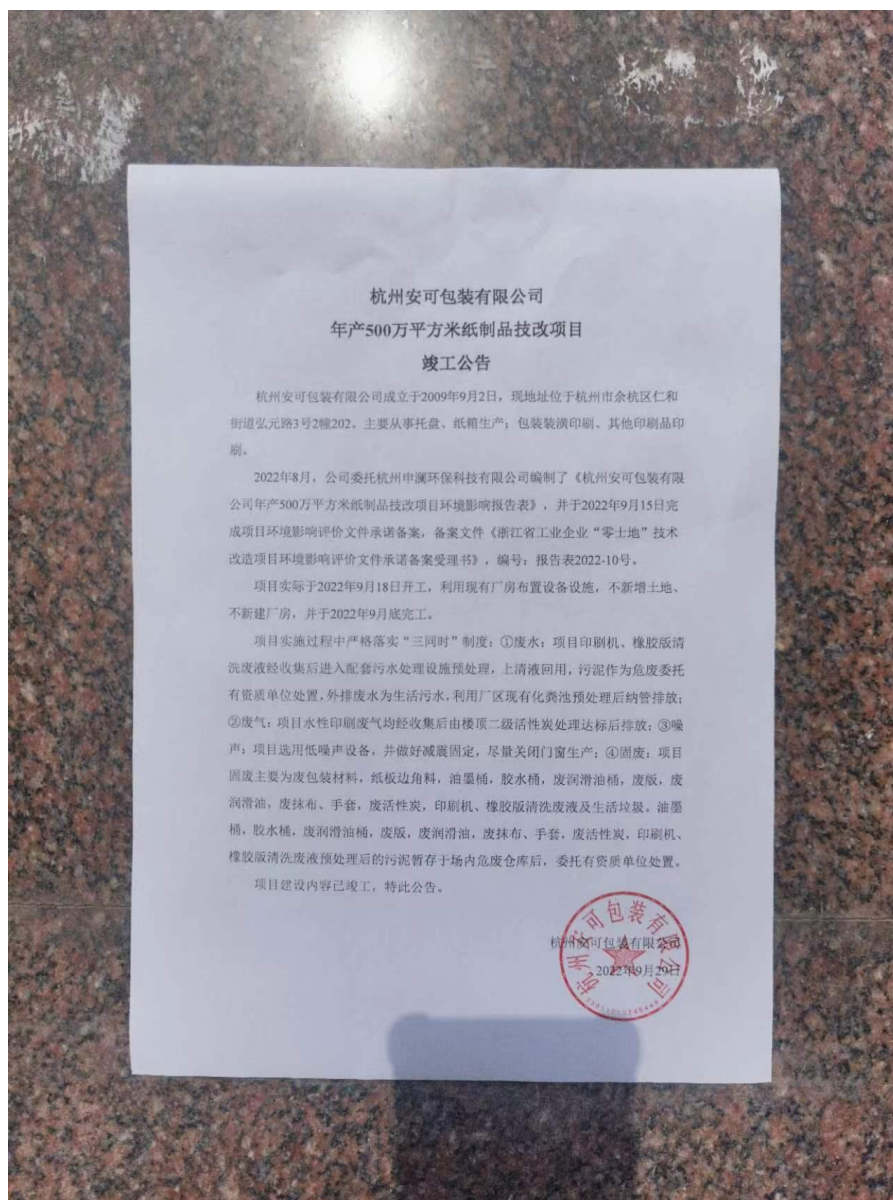 杭州安可包装有限公司
年产500万平方米纸制品技改项目
竣工公告
杭州安可包装有限公司成立于2009年9月2日，现地址位于杭州市余杭区仁和
街道弘元路3号2幢202。主要从事托盘、纸箱生产；包装装潢印刷、其他印刷品印
刷。
2022年8月，公司委托杭州申澜环保科技有限公司编制了《杭州安可包装有限
公司年产500万平方米纸制品技改项目环境影响报告表》，并于2022年9月15日完
成项目环境影响评价文件承诺备案，备案文件《浙江省工业企业“零土地”技术
改造项目环境影响评价文件承诺备案受理书》，编号：报告表2022-10号。
项目实际于2022年9月18日开工，利用现有厂房布置设备设施，不新增土地、
不新建厂房，并于2022年9月底完工。
项目实施过程中严格落实“三同时”制度：①废水：项目印刷机、橡胶版清
洗废液经收集后进入配套污水处理设施预处理，上清液回用，污泥作为危废委托
有资质单位处置，外排废水为生活污水，利用厂区现有化粪池预处理后纳管排放；
②废气：项目水性印刷废气均经收集后由楼顶二级活性炭处理达标后排放；③噪
声：项目选用低噪声设备，并做好减震固定，尽量关闭门窗生产；④固废：项目
固废主要为废包装材料，纸板边角料，油墨桶，胶水桶，废润滑油桶，废版，废
润滑油，废抹布、手套，废活性炭，印刷机、橡胶版清洗废液及生活垃圾。油墨
桶，胶水桶，废润滑油桶，废版，废润滑油，废抹布、手套，废活性炭，印刷机、
橡胶版清洗废液预处理后的污泥暂存于场内危废仓库后，委托有资质单位处置。
项目建设内容已竣工，特此公告。
杭州安可包装有限公司
2022年9月29日
杭州安可包装有限公司